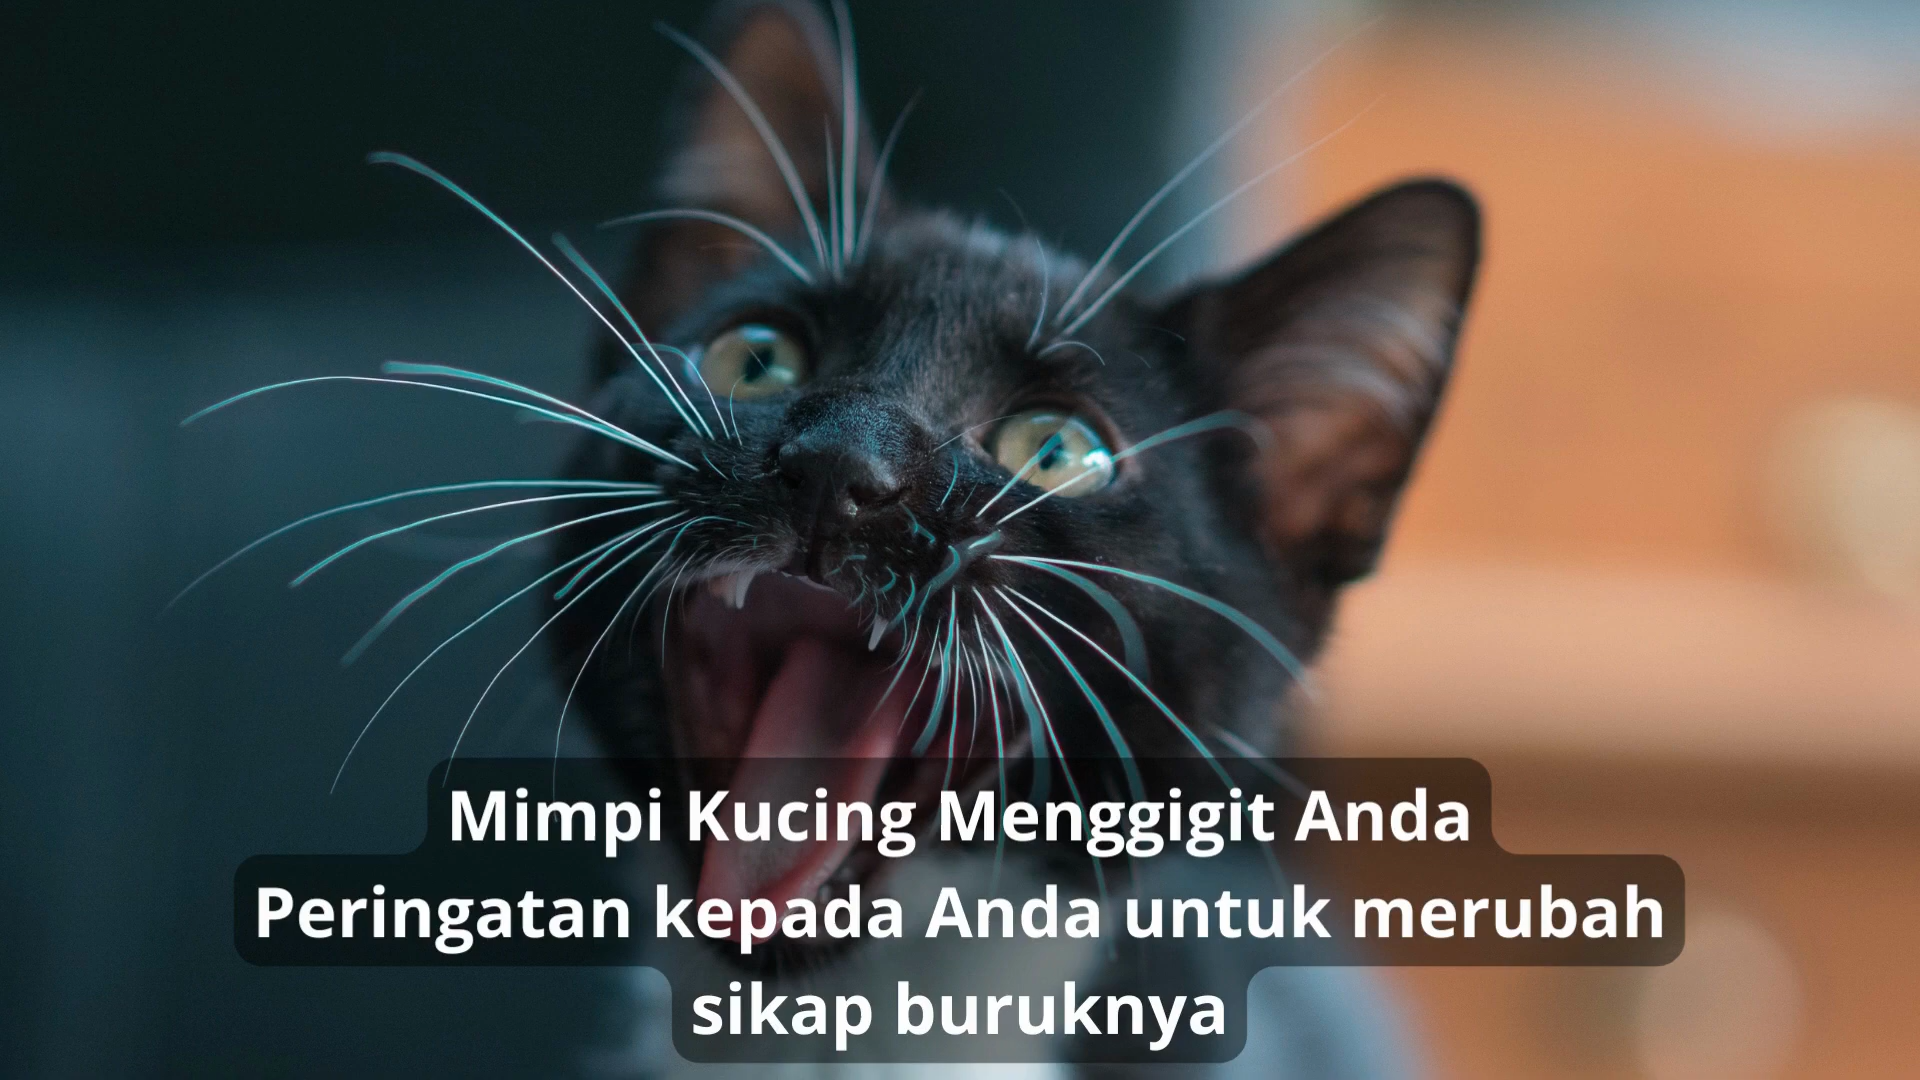 Mimpi Kucing Menggigit Anda
Peringatan kepada Anda untuk merubah
sikap buruknya